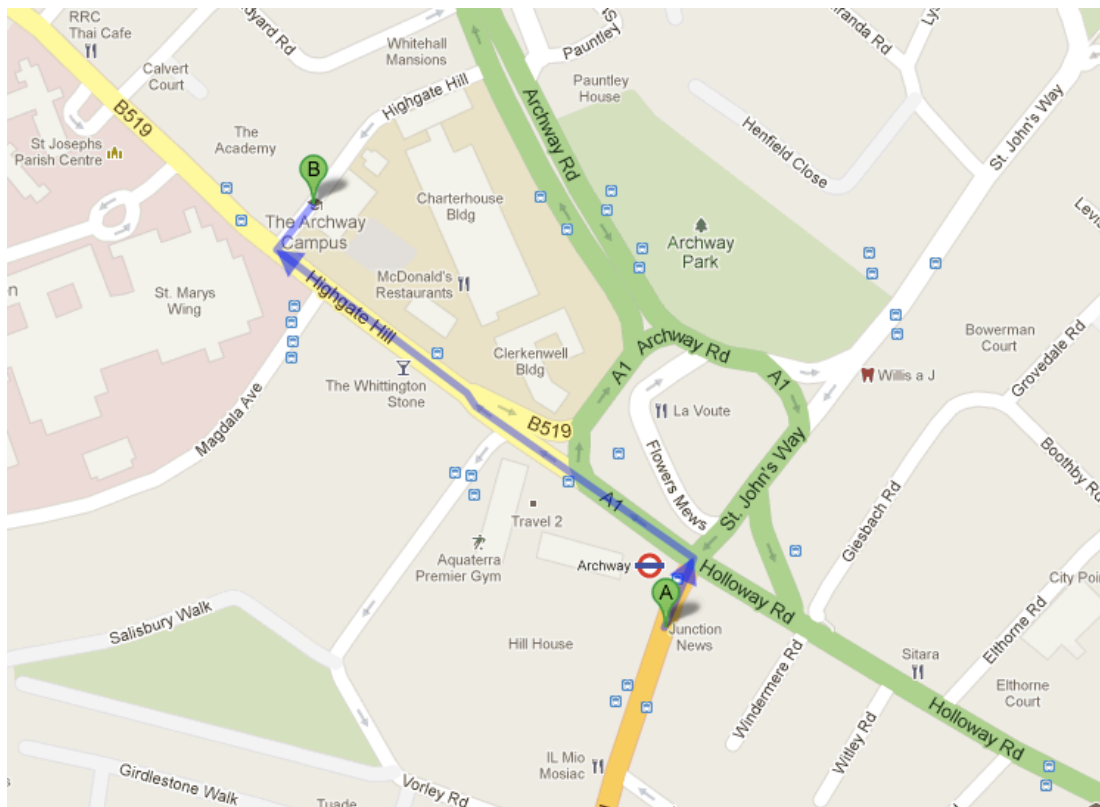 RRC
Thai Cafe
Calvert
Court
B519
St Josephs
Parish Centre
The
Academy
Whitehall
Mansions
Highgate Hill
Pauntley
Pauntley
House
Archway Rd
Henfield Close
St. John's Way
B
The Archway
Campus
Charterhouse
Bldg
Archway
Park
McDonald's
Restaurants
St. Marys
Wing
Highgate Hill
Clerkenwell
Bldg
Archway Rd
A1
A1
Bowerman
Court
Grovedale Rd
Willis a J
The Whittington
Stone
La Voute
Magdala Ave
B519
Flowers Mews
St. John's Way
Boothby Rd
Giesbach Rd
A1
Travel 2
Aquaterra
Premier Gym
Archway
Holloway Rd
City Poin
A
Junction
News
Salisbury Walk
Hill House
Windermere Rd
Sitara
Elthorne Rd
Elthorne
Court
Witley Rd
Holloway Rd
IL Mio
Mosiac
Girdlestone Walk
Vorley Rd
Tuade